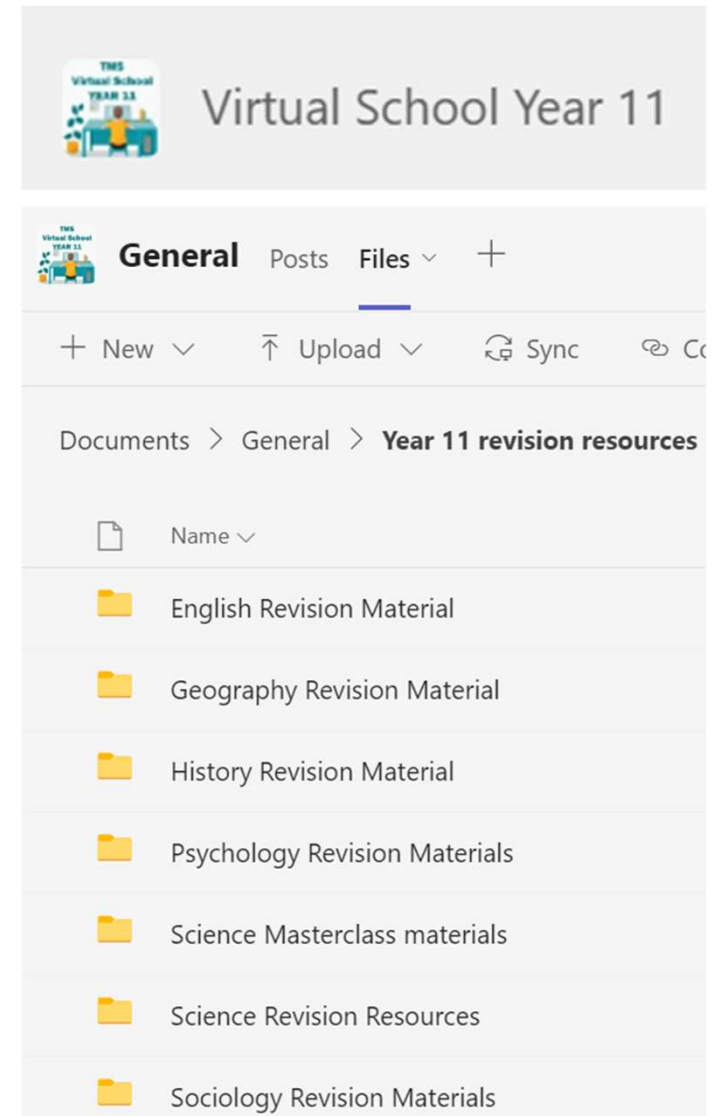 TMS
Virtual School
YEAR 11
Virtual School Year 11
TMS
Virtual School
YEAR 11
General Posts Files
New Upload Sync
Documents > General > Year 11 revision resources
Name
English Revision Material
Geography Revision Material
History Revision Material
Psychology Revision Materials
Science Masterclass materials
Science Revision Resources
Sociology Revision Materials